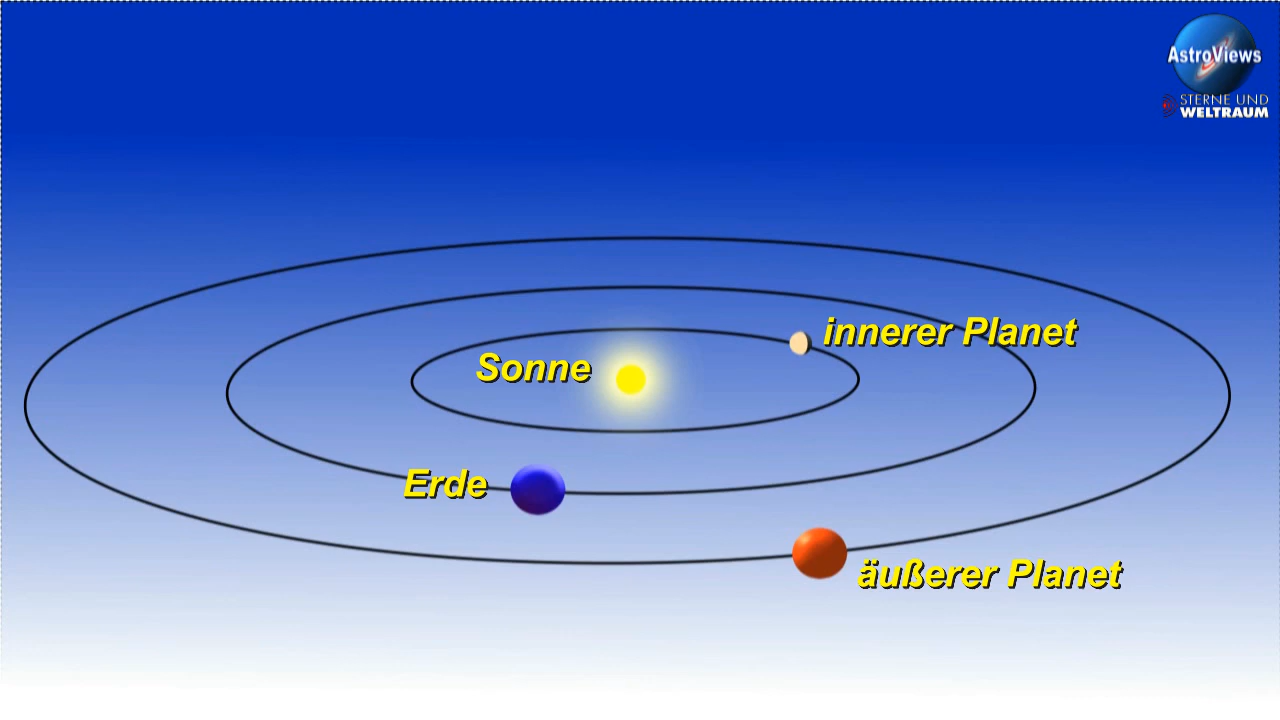 AstroViews
STERNE UND
WELTRAUM
innerer Planet
Sonne
Erde
äußerer Planet